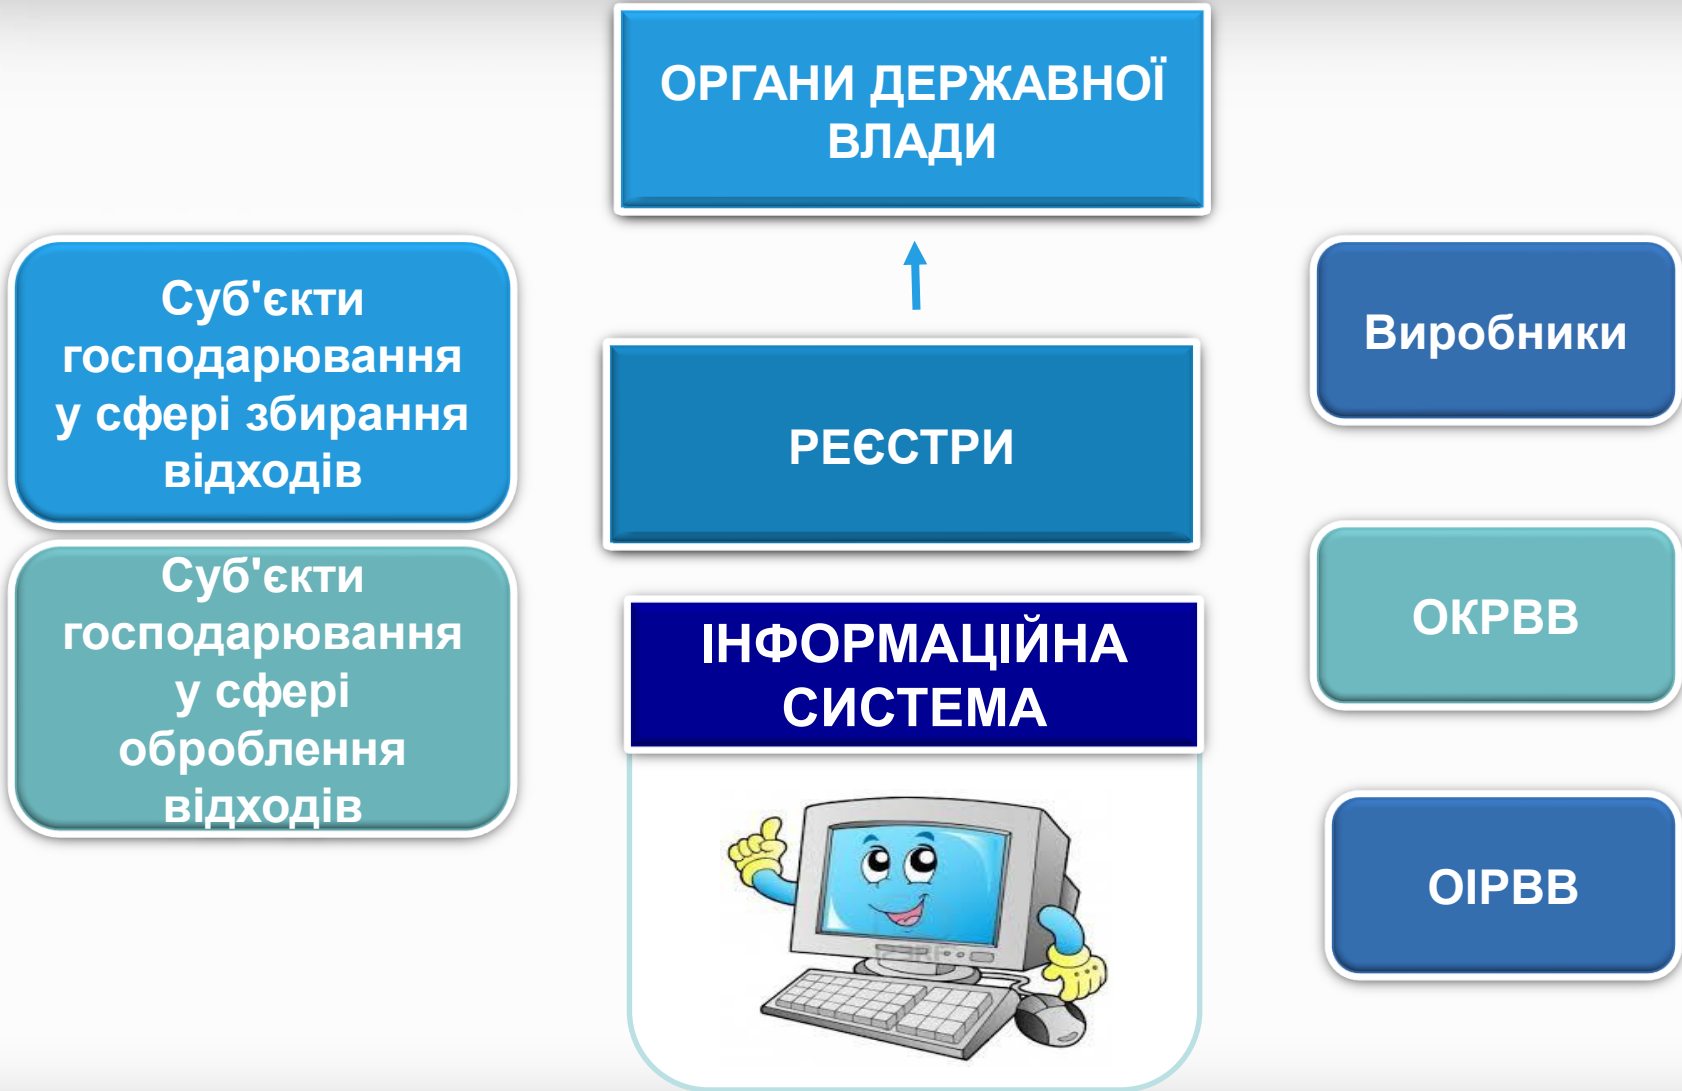 ОРГАНИ ДЕРЖАВНОЇ
ВЛАДИ
Суб'єкти
господарювання
у сфері збирання
відходів
Суб'єкти
господарювання
у сфері
оброблення
відходів
РЕЄСТРИ
ІНФОРМАЦІЙНА
СИСТЕМА
Виробники
ОКРВВ
ОІРВВ